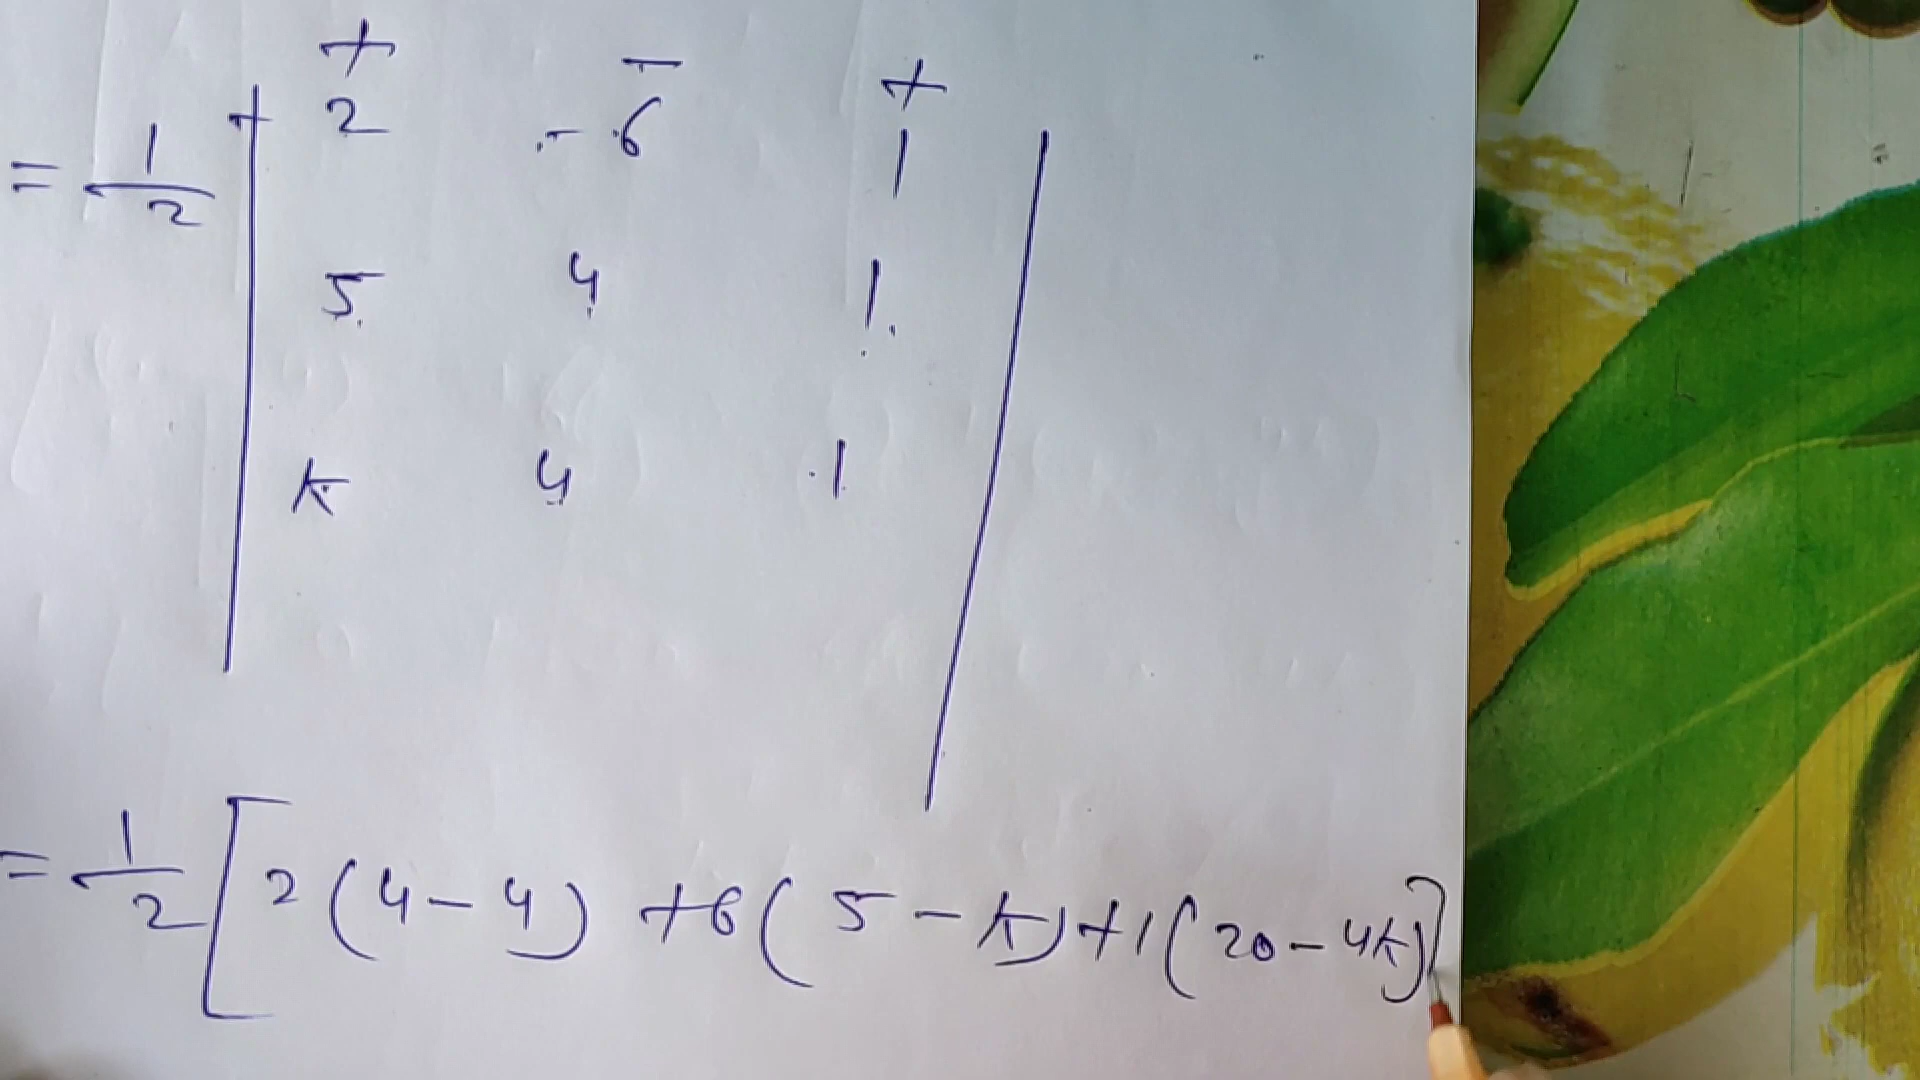 + - +
= 1/2 | 2 -6 1 |
5 4 1
k 4 1
= 1/2 [2(4-4) +6(5-k)+1(20-4k)]